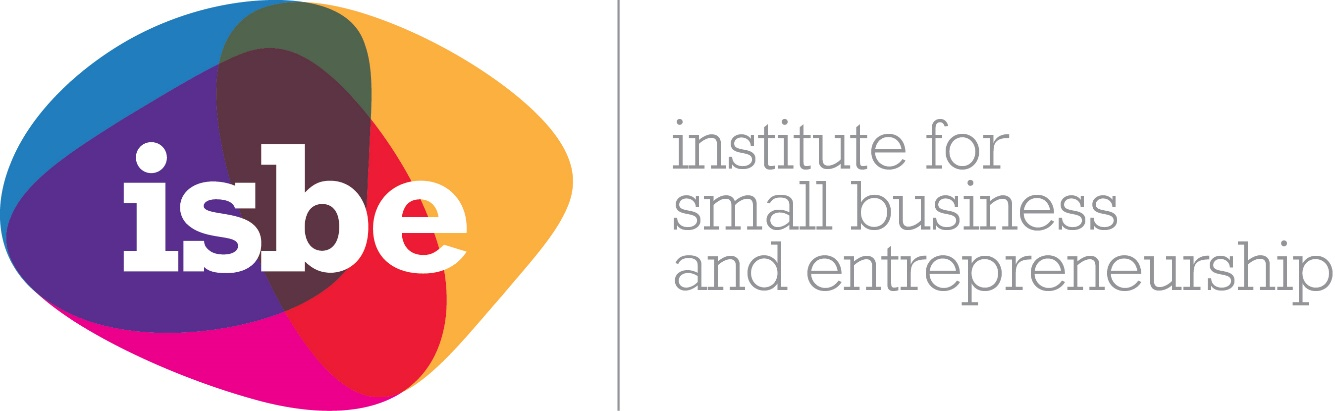 isbe
institute for
small business
and entrepreneurship